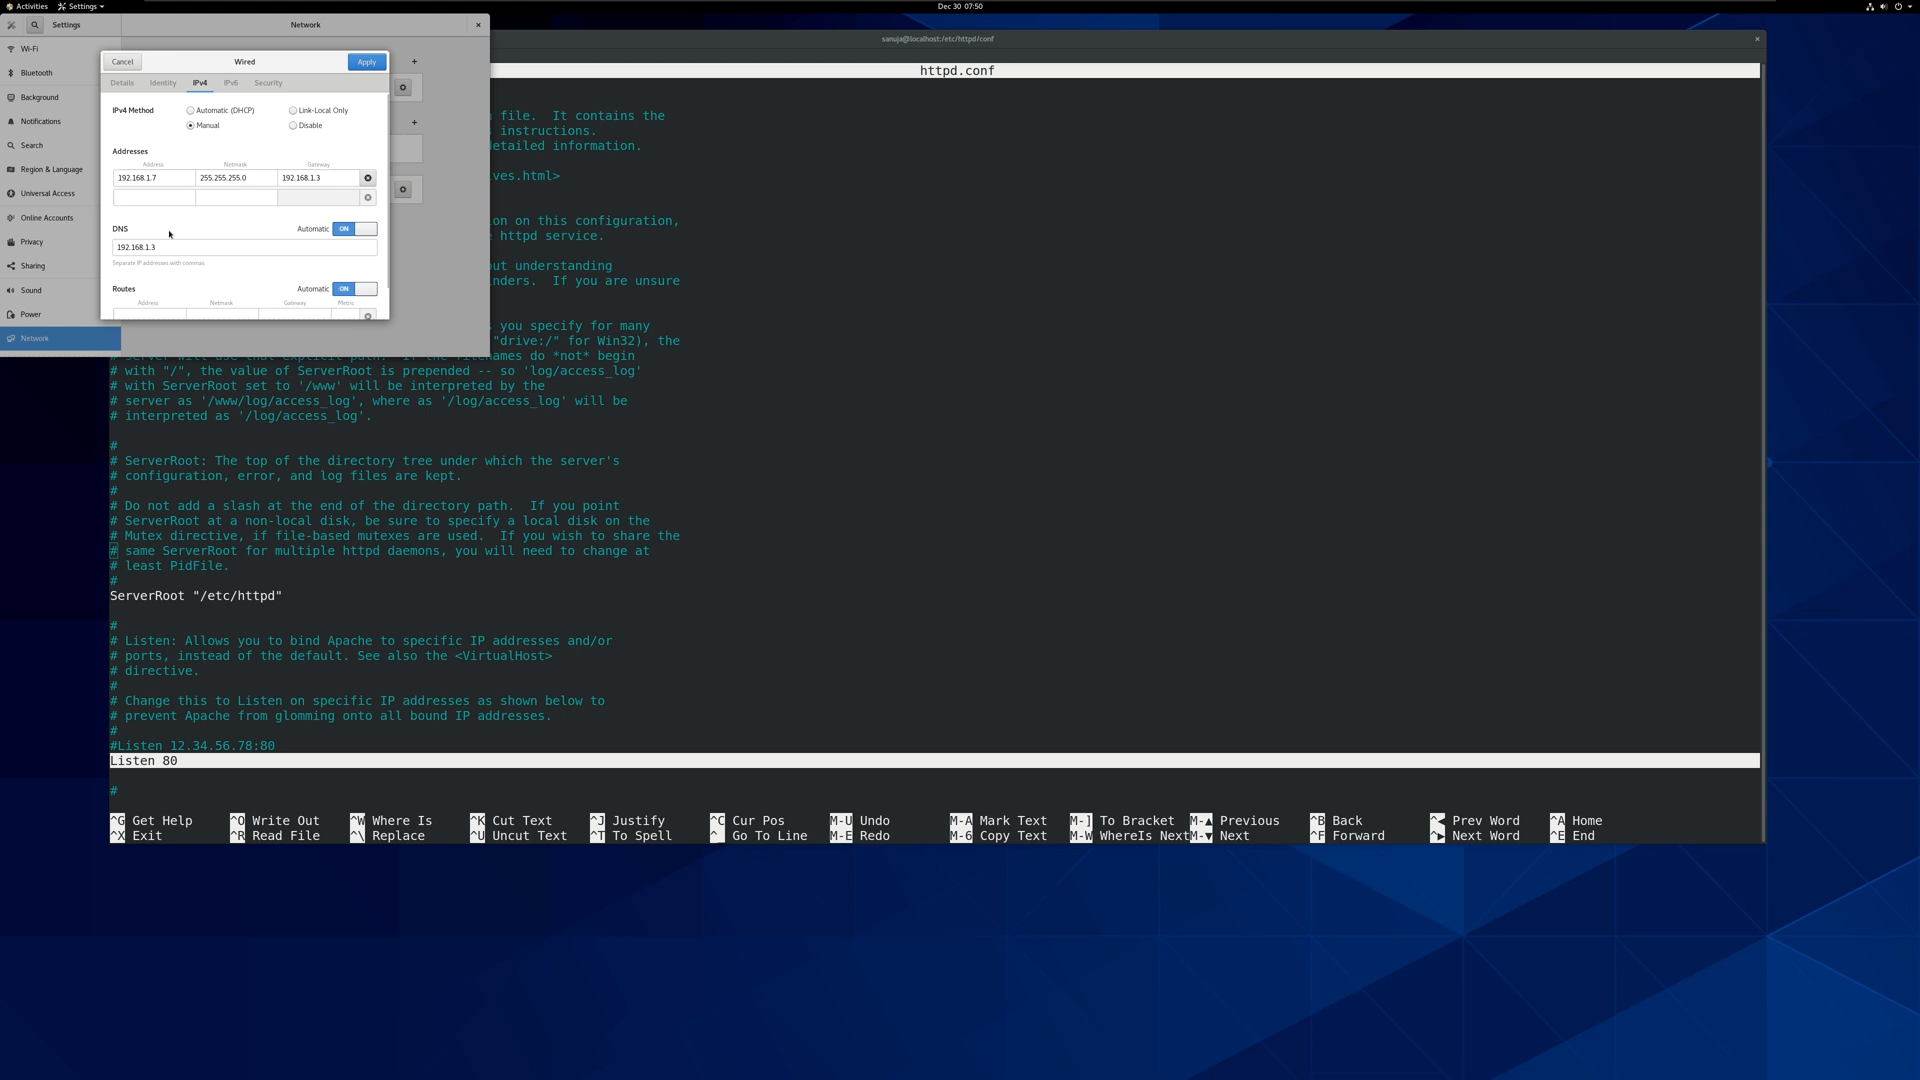 Activities
Settings
Dec 30 07:50
Settings
Network
Wi-Fi
Bluetooth
Background
Notifications
Search
Region & Language
Universal Access
Online Accounts
Privacy
Sharing
Sound
Power
Network
Cancel
Wired
Apply
Details
Identity
IPv4
IPv6
Security
IPv4 Method
Automatic (DHCP)
Link-Local Only
Manual
Disable
Addresses
Address
Netmask
Gateway
192.168.1.7
255.255.255.0
192.168.1.3
DNS
Automatic
ON
192.168.1.3
Separate IP addresses with commas
Routes
Automatic
ON
Address
Netmask
Gateway
Metric
sanuja@localhost:/etc/httpd/conf
httpd.conf
file.  It contains the
instructions.
etailed information.
ves.html>
on on this configuration,
httpd service.
out understanding
nders.  If you are unsure
you specify for many
"drive:/" for Win32), the
names do *not* begin
# with "/", the value of ServerRoot is prepended -- so 'log/access_log'
# with ServerRoot set to '/www' will be interpreted by the
# server as '/www/log/access_log', where as '/log/access_log' will be
# interpreted as '/log/access_log'.
#
# ServerRoot: The top of the directory tree under which the server's
# configuration, error, and log files are kept.
#
# Do not add a slash at the end of the directory path.  If you point
# ServerRoot at a non-local disk, be sure to specify a local disk on the
# Mutex directive, if file-based mutexes are used.  If you wish to share the
# same ServerRoot for multiple httpd daemons, you will need to change at
# least PidFile.
#
ServerRoot "/etc/httpd"
#
# Listen: Allows you to bind Apache to specific IP addresses and/or
# ports, instead of the default. See also the <VirtualHost>
# directive.
#
# Change this to Listen on specific IP addresses as shown below to
# prevent Apache from glomming onto all bound IP addresses.
#
#Listen 12.34.56.78:80
Listen 80
#
^G Get Help ^O Write Out ^W Where Is ^K Cut Text ^J Justify ^C Cur Pos M-U Undo M-A Mark Text M-] To Bracket M-▲ Previous ^B Back ^◀ Prev Word ^A Home
^X Exit ^R Read File ^\ Replace ^U Uncut Text ^T To Spell ^_ Go To Line M-E Redo M-6 Copy Text M-W WhereIs Next M-▼ Next ^F Forward ^▶ Next Word ^E End